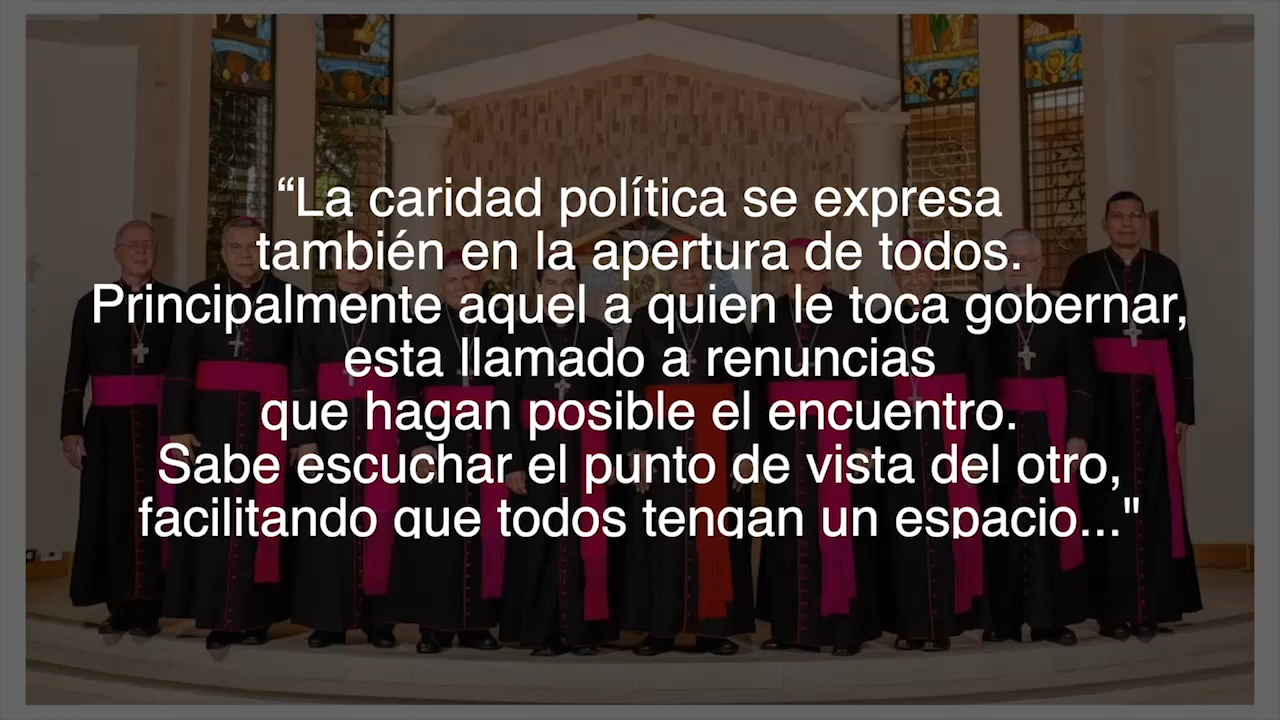 “La caridad política se expresa
también en la apertura de todos.
Principalmente aquel a quien le toca gobernar,
esta llamado a renuncias
que hagan posible el encuentro.
Sabe escuchar el punto de vista del otro,
facilitando que todos tengan un espacio..."